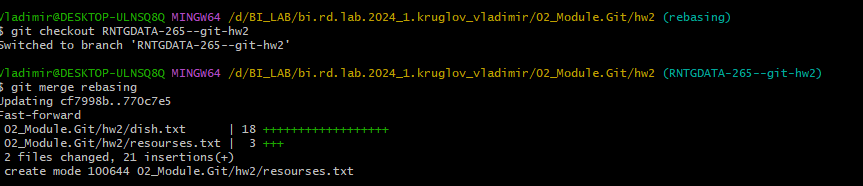 Vladimir@DESKTOP-ULNSQ8Q MINGW64 /d/BI_LAB/bi.rd.lab.2024_1.kruglov_vladimir/02_Module.Git/hw2 (rebasing)
$ git checkout RNTGDATA-265--git-hw2
Switched to branch 'RNTGDATA-265--git-hw2'
Vladimir@DESKTOP-ULNSQ8Q MINGW64 /d/BI_LAB/bi.rd.lab.2024_1.kruglov_vladimir/02_Module.Git/hw2 (RNTGDATA-265--git-hw2)
$ git merge rebasing
Updating cf7998b..770c7e5
Fast-forward
02_Module.Git/hw2/dish.txt | 18 ++++++++++++++++++
02_Module.Git/hw2/resourses.txt | 3 +++
2 files changed, 21 insertions(+)
create mode 100644 02_Module.Git/hw2/resourses.txt